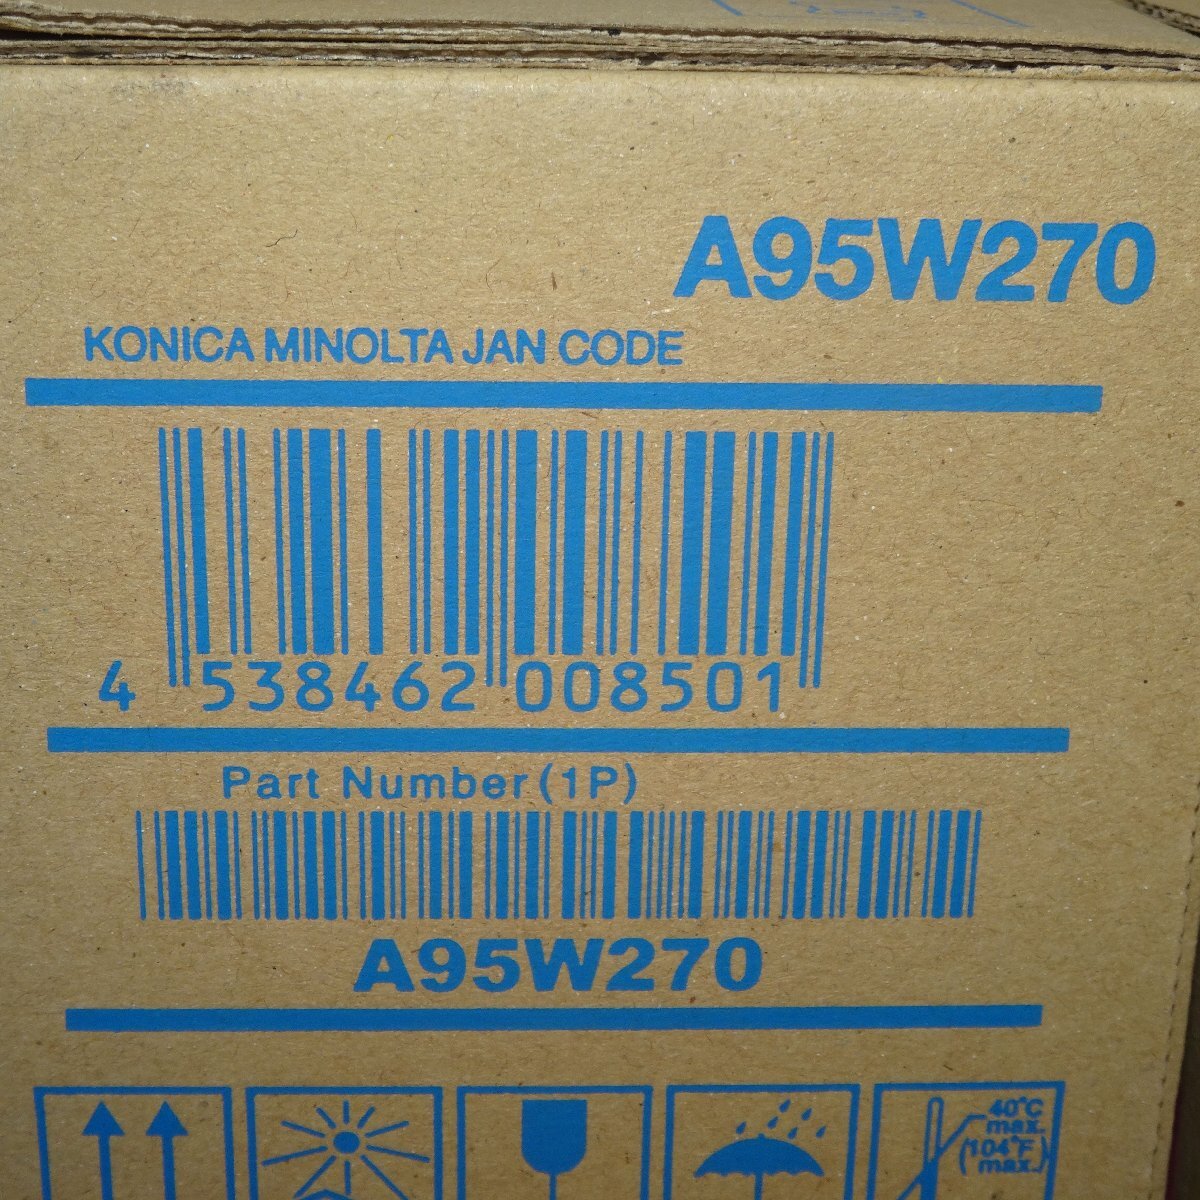 A95W270
KONICA MINOLTA JAN CODE
4 538462 008501
Part Number (1P)
A95W270
40°C
max.
(104°F
max.)